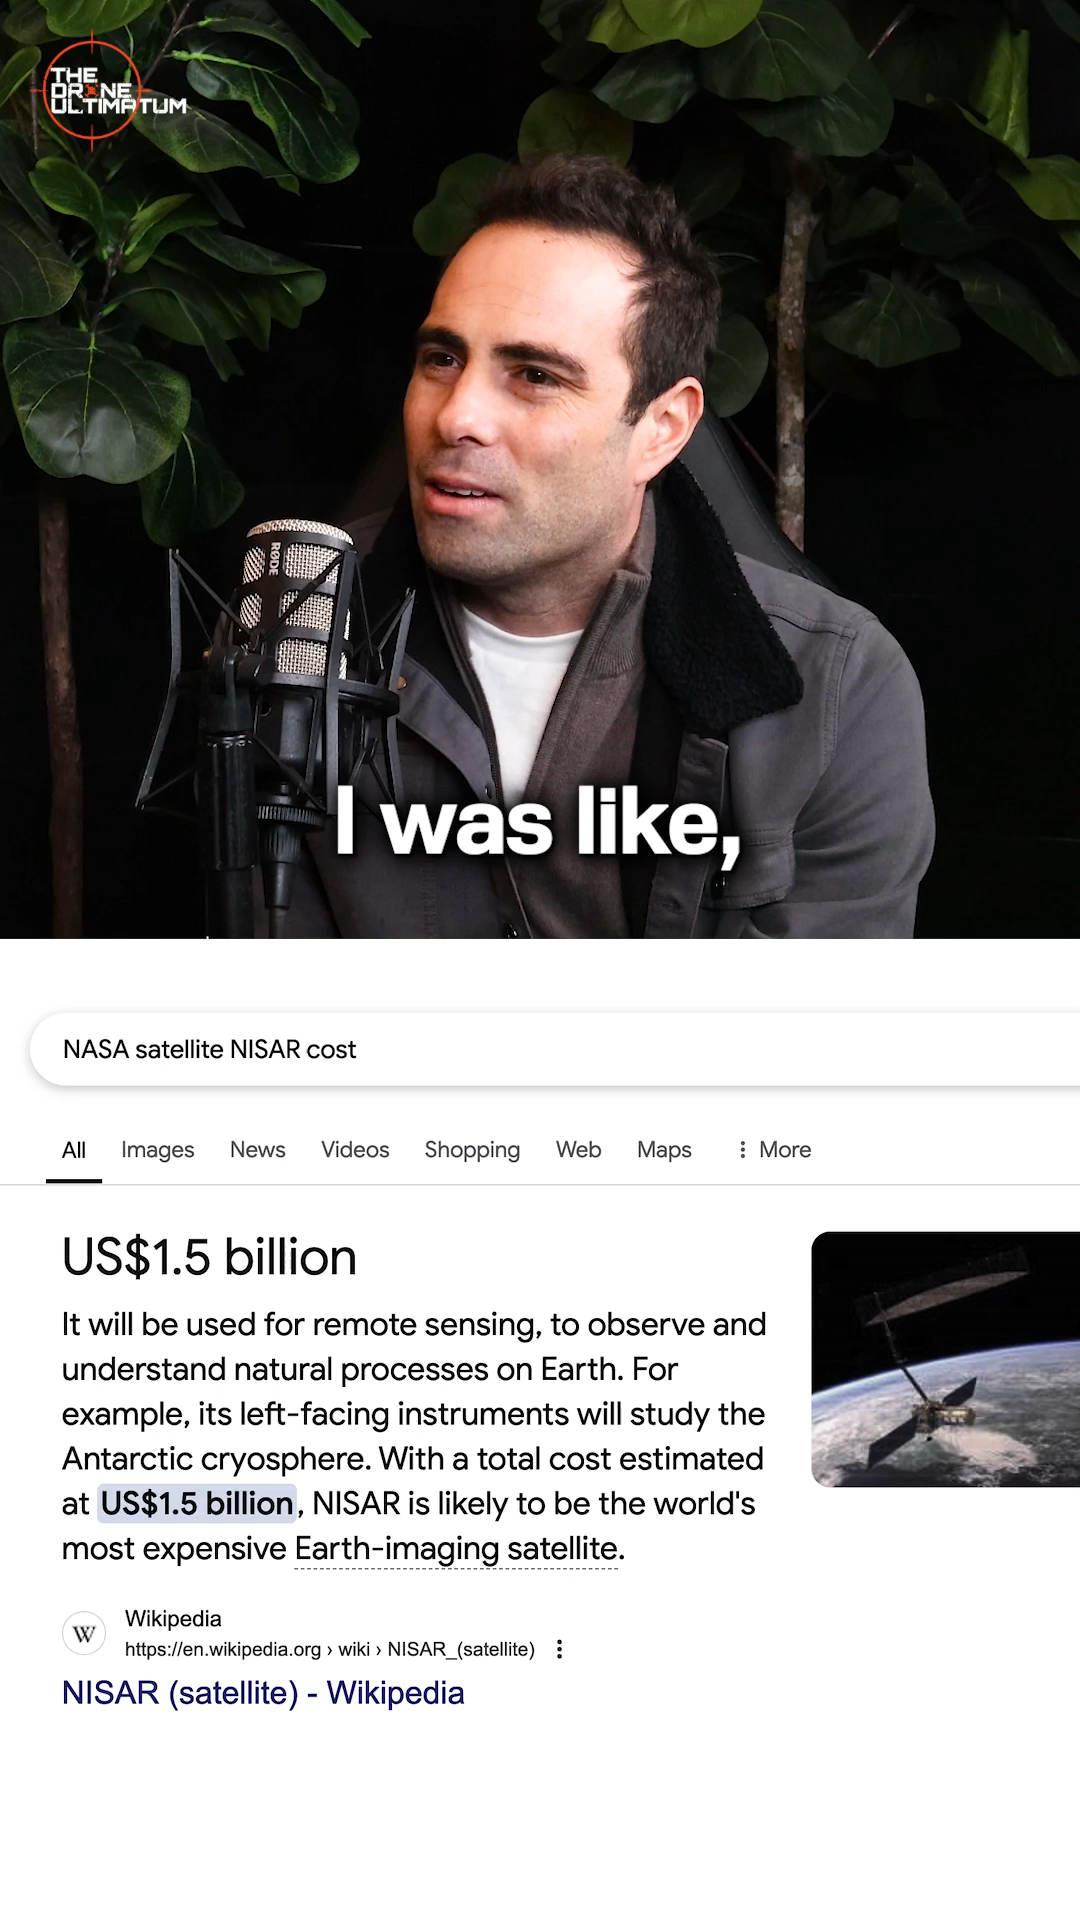 THE
DRONE
ULTIMATUM
RØDE
I was like,
NASA satellite NISAR cost
All Images News Videos Shopping Web Maps ⋮ More
US$1.5 billion
It will be used for remote sensing, to observe and
understand natural processes on Earth. For
example, its left-facing instruments will study the
Antarctic cryosphere. With a total cost estimated
at US$1.5 billion, NISAR is likely to be the world's
most expensive Earth-imaging satellite.
W
Wikipedia
https://en.wikipedia.org › wiki › NISAR_(satellite) ⋮
NISAR (satellite) - Wikipedia